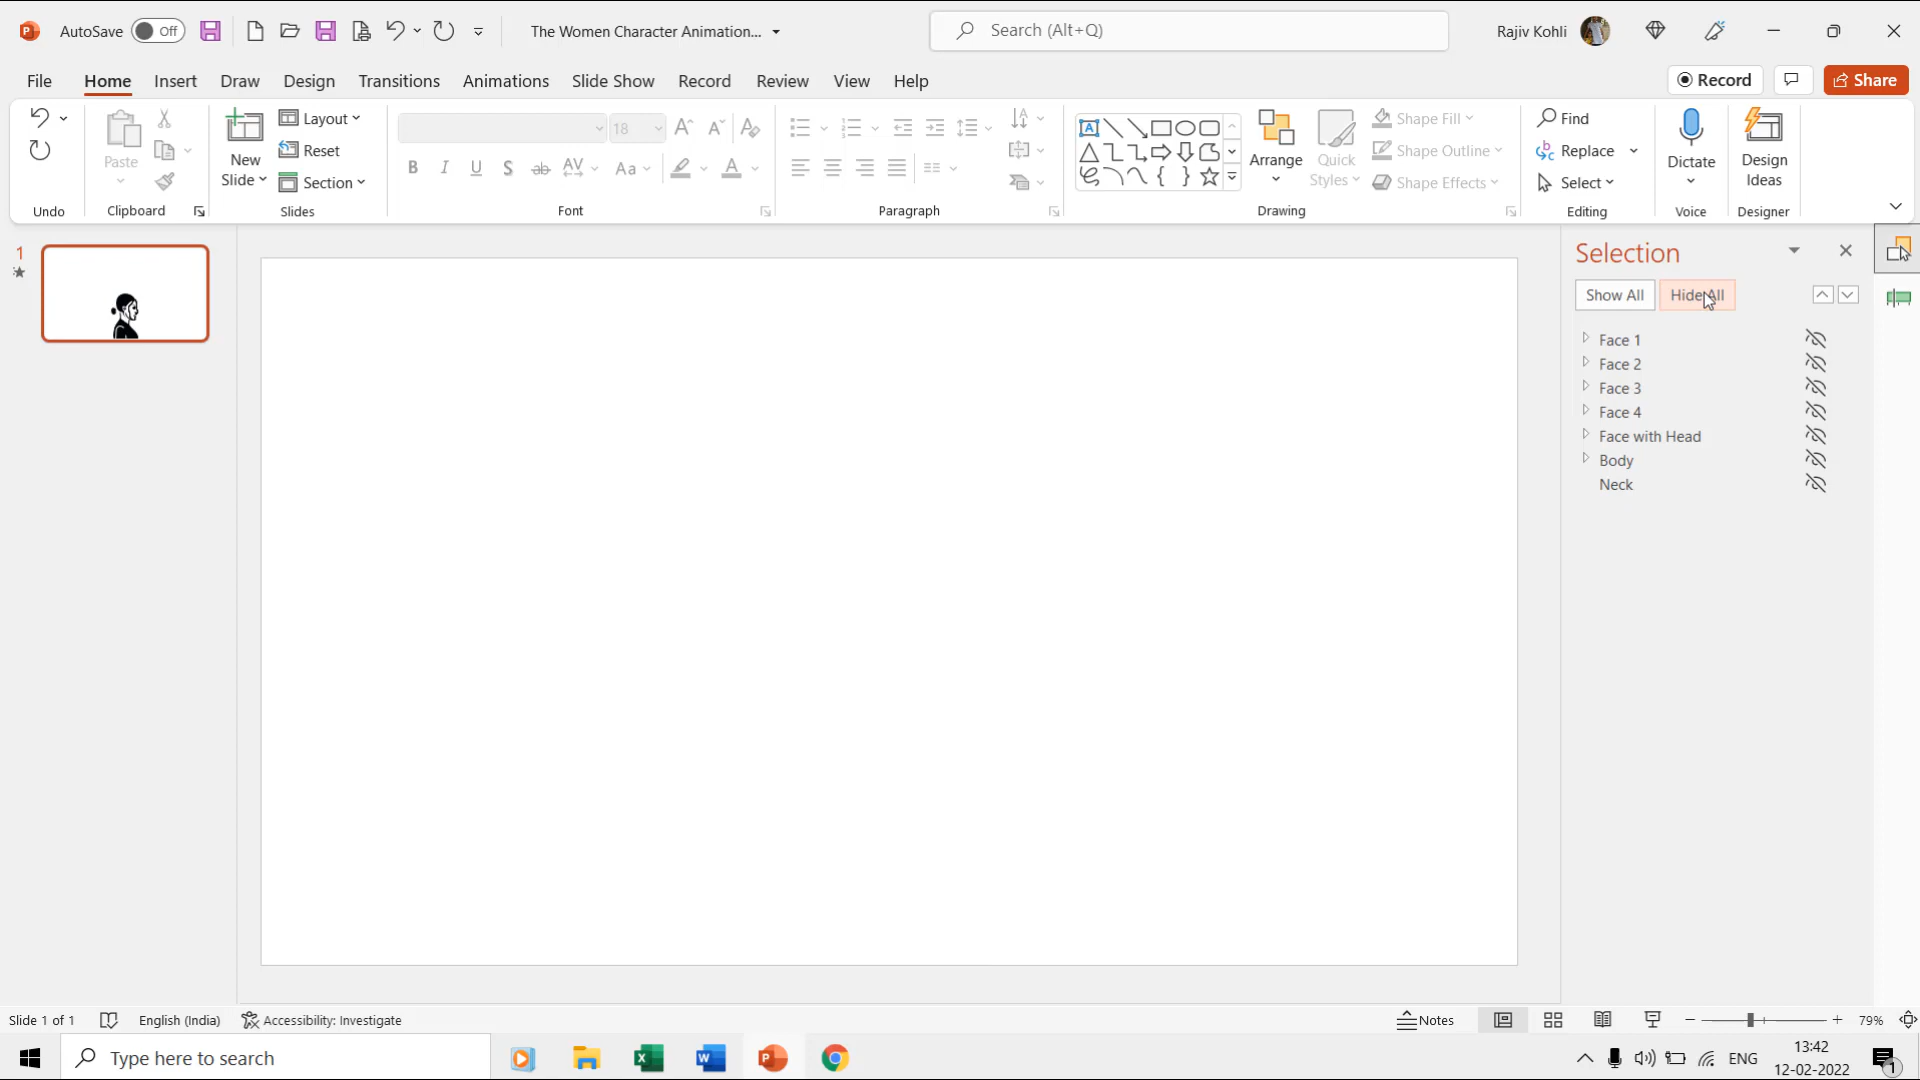 AutoSave Off The Women Character Animation... Search (Alt+Q) Rajiv Kohli
File Home Insert Draw Design Transitions Animations Slide Show Record Review View Help Record Share
Paste
Clipboard
Undo
New
Slide
Layout
Reset
Section
Slides
18
B I U S ab AV Aa A
Font
Paragraph
Arrange
Quick
Styles
Shape Fill
Shape Outline
Shape Effects
Drawing
Find
Replace
Select
Editing
Dictate
Voice
Design
Ideas
Designer
1
Selection
Show All Hide All
Face 1
Face 2
Face 3
Face 4
Face with Head
Body
Neck
Slide 1 of 1 English (India) Accessibility: Investigate Notes 79%
Type here to search ENG 13:42
12-02-2022
1